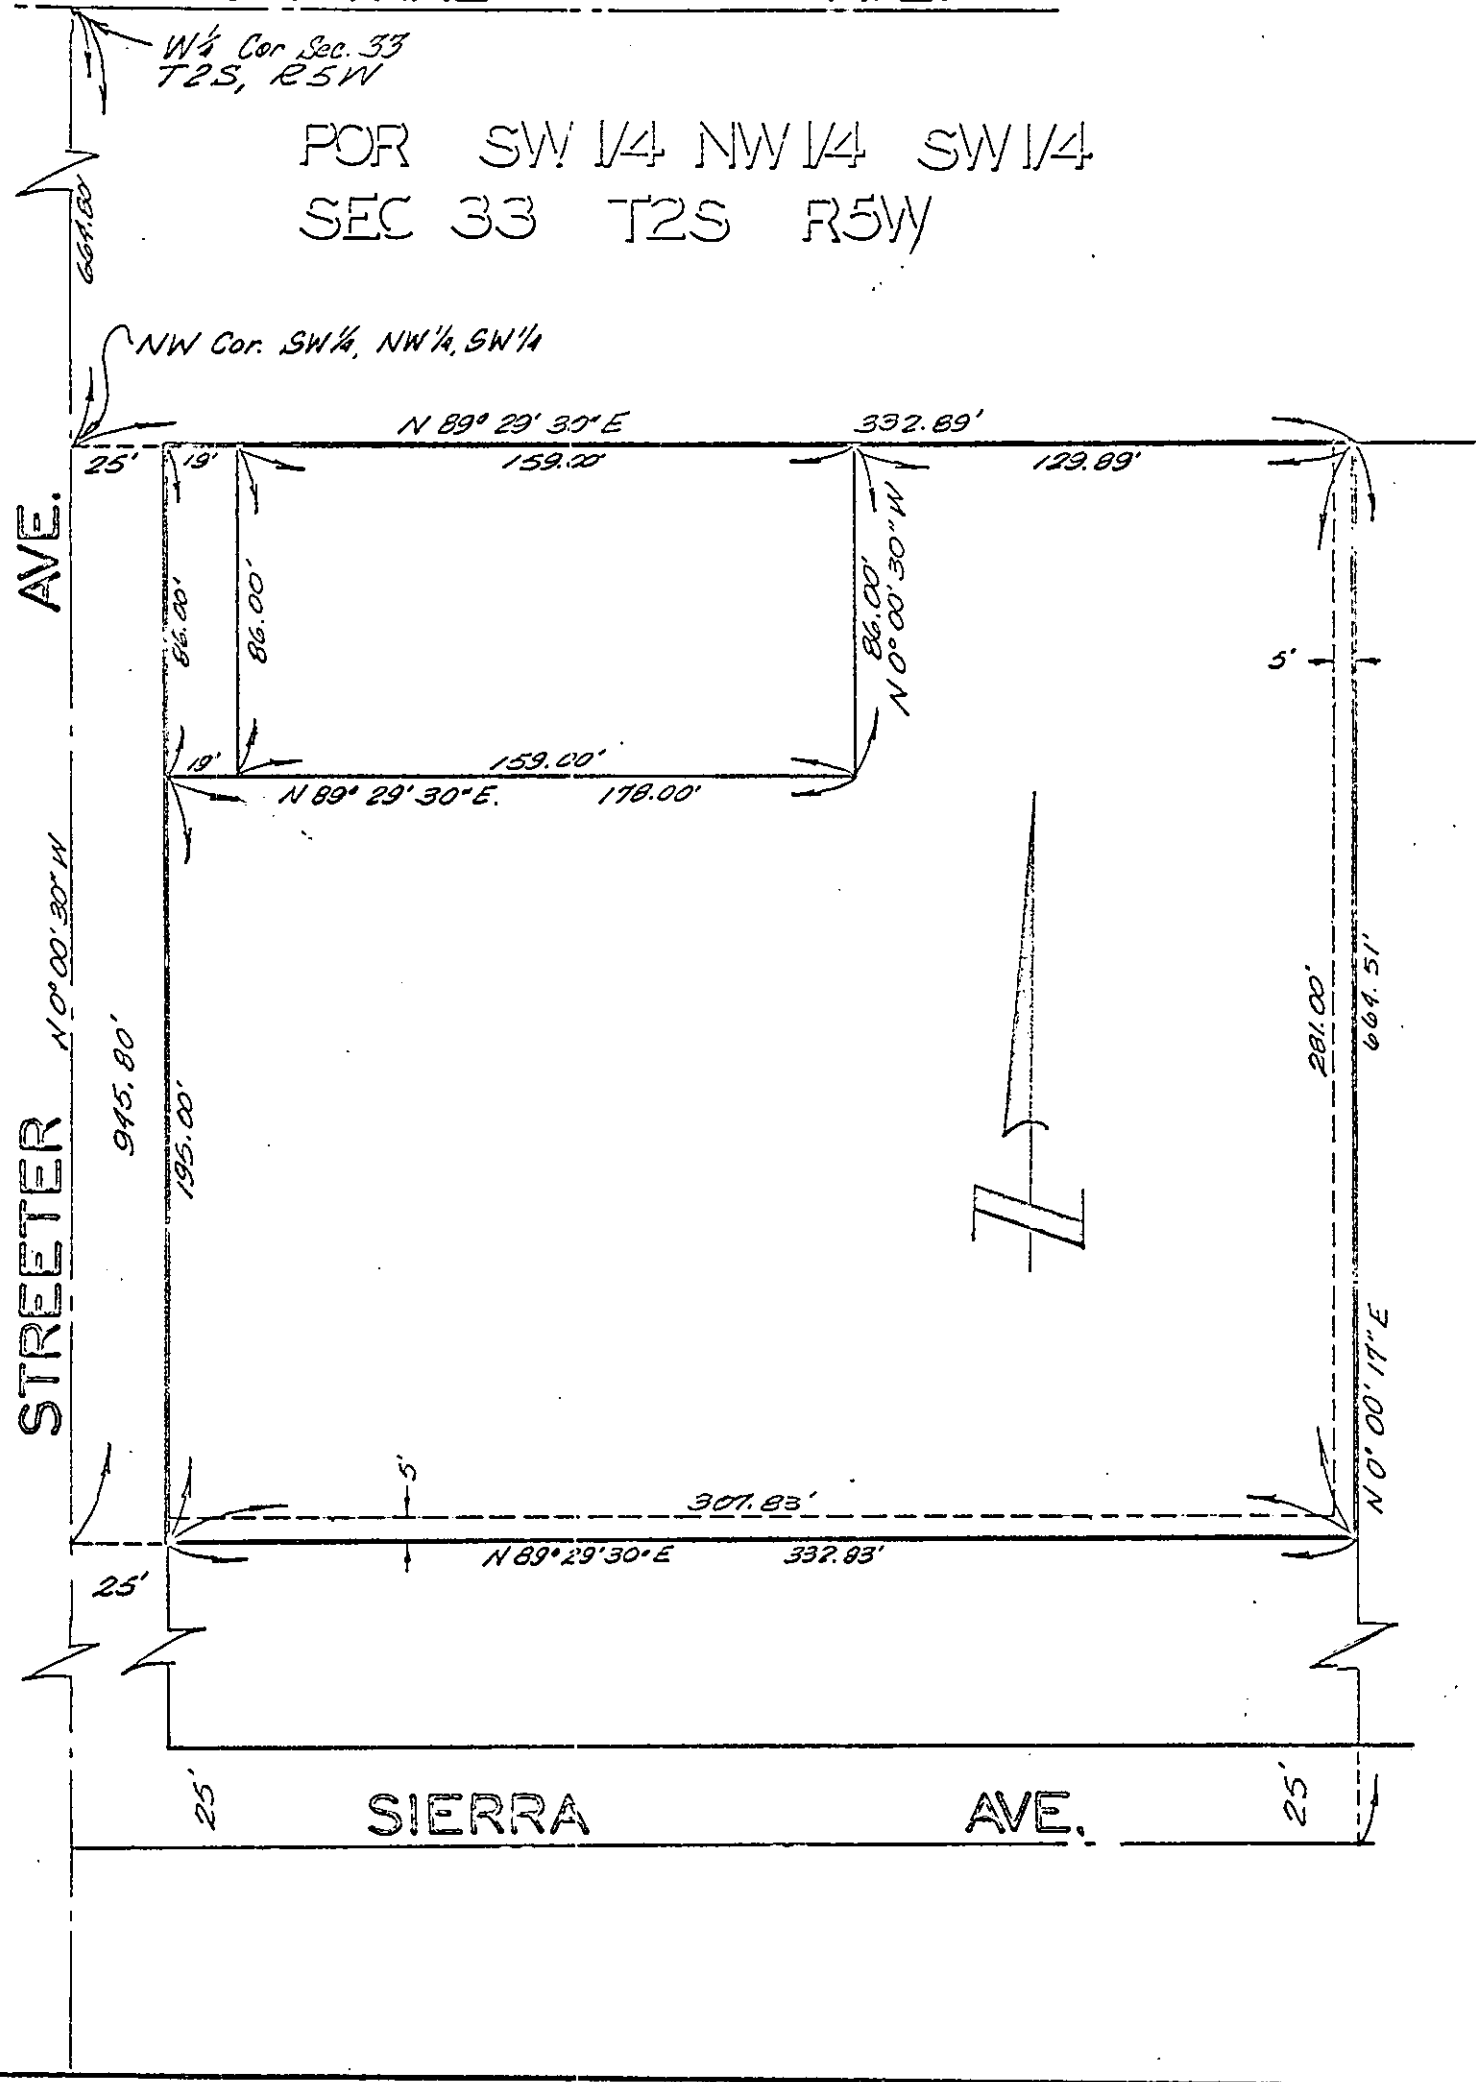 W¼ Cor Sec. 33
T2S, R5W
POR SW 1/4 NW 1/4 SW 1/4
SEC 33 T2S R5W
664.80'
NW Cor. SW¼, NW¼, SW¼
N 89° 29' 30" E 332.89'
25' 19' 159.00' 129.89'
AVE.
86.00'
86.00'
86.00'
N 0° 00' 30" W
5'
19' 159.00'
N 89° 29' 30" E. 178.00'
N 0° 00' 30" W
945.80'
195.00'
281.00'
664.51'
STREETER
N
N 0° 00' 17" E
5'
307.83'
N 89° 29' 30" E 332.83'
25'
25'
SIERRA AVE.
25'